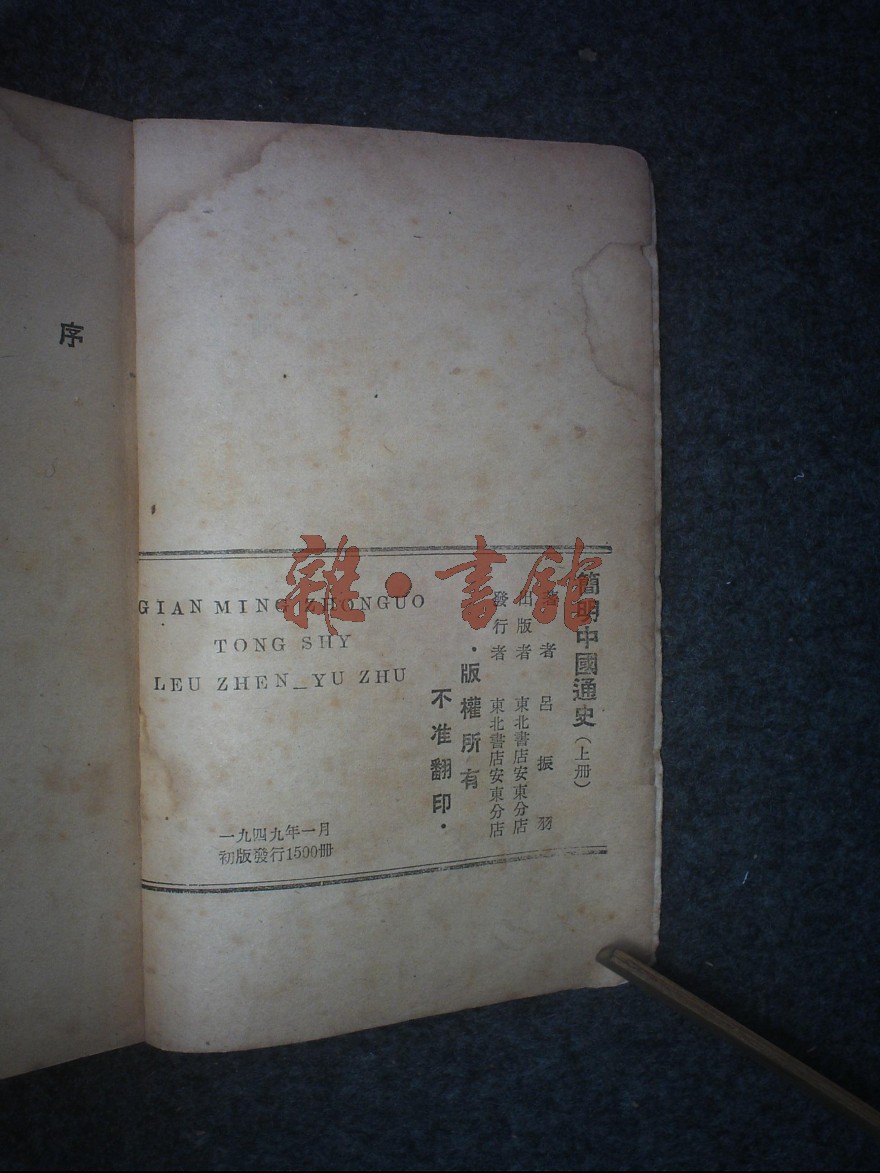 簡明中國通史（上册）
著者 呂振羽
出版者 東北書店安東分店
發行者 東北書店安東分店
·版權所有
不准翻印·
GIAN MING ZHONGUO
TONG SHY
LEU ZHEN_YU ZHU
一九四九年一月
初版發行1500冊
序
雜·書館